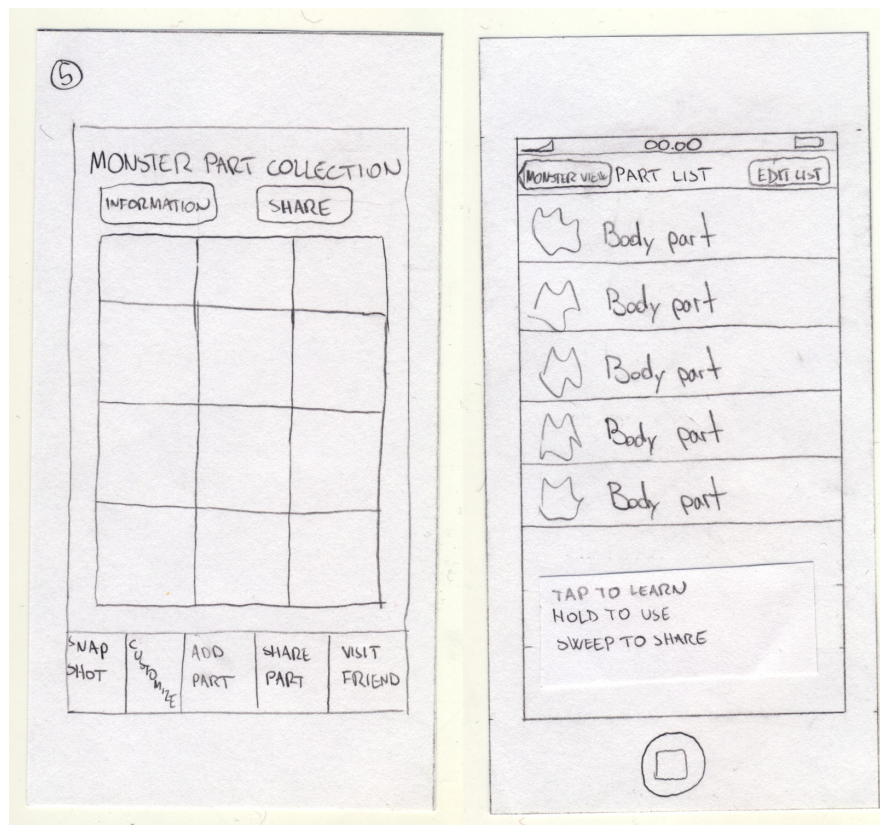 5
MONSTER PART COLLECTION
INFORMATION
SHARE
SNAP
SHOT
CUSTOMIZE
ADD
PART
SHARE
PART
VISIT
FRIEND
00.00
MONSTER VIEW
PART LIST
EDIT LIST
Body part
Body part
Body part
Body part
Body part
TAP TO LEARN
HOLD TO USE
SWEEP TO SHARE